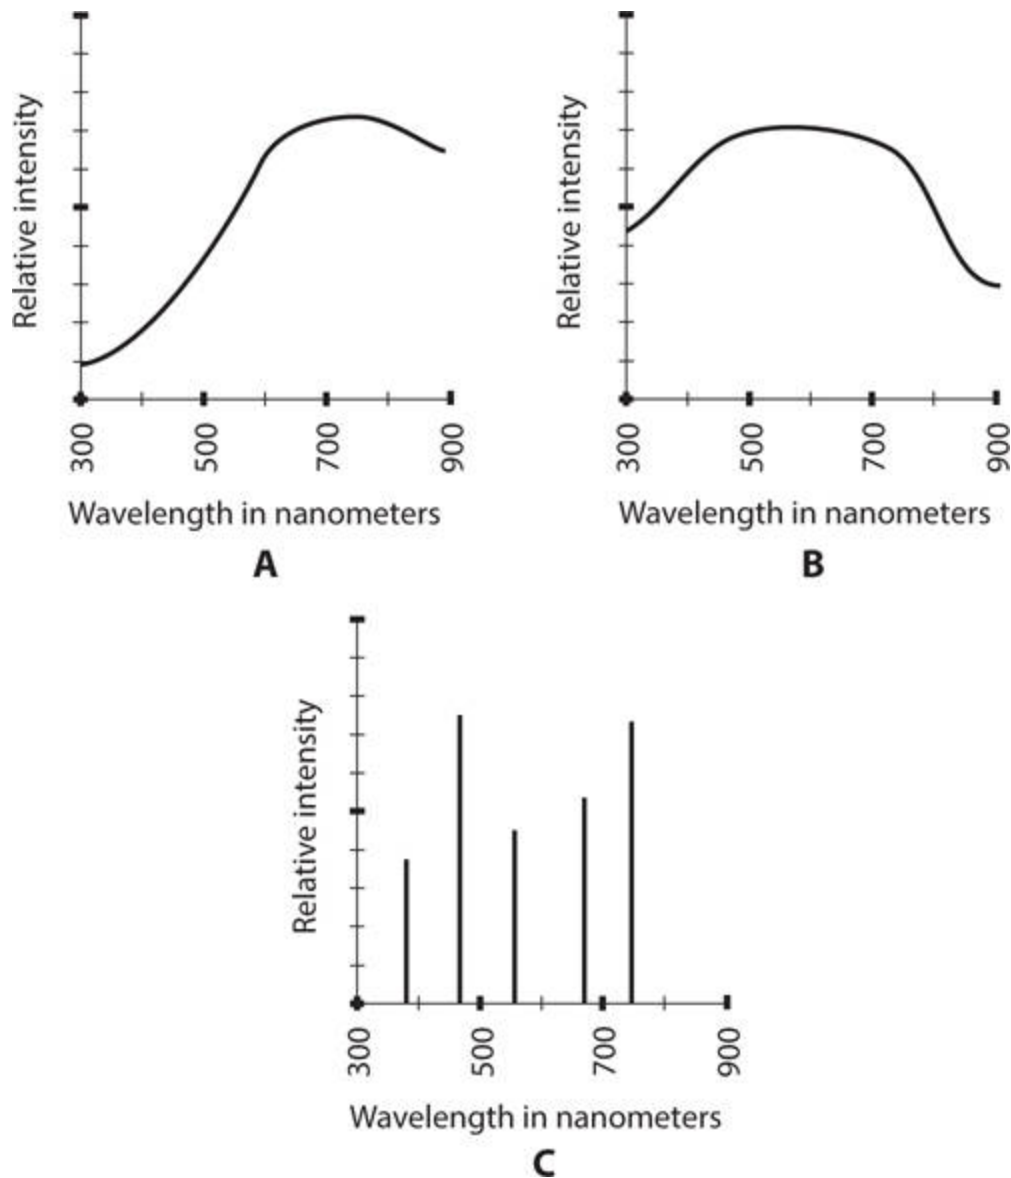 Relative intensity
300
500
700
900
Wavelength in nanometers
A
Relative intensity
300
500
700
900
Wavelength in nanometers
B
Relative intensity
300
500
700
900
Wavelength in nanometers
C